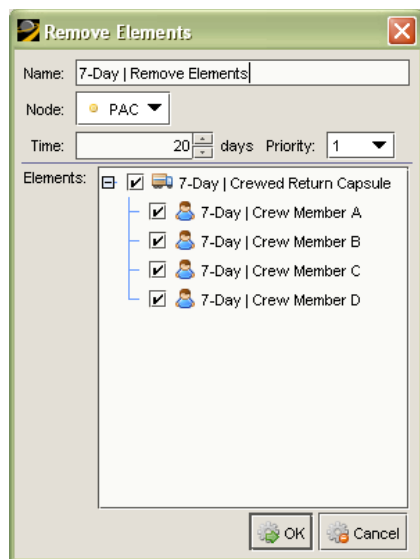 Remove Elements
Name: 7-Day | Remove Elements
Node: PAC
Time: 20 days Priority: 1
Elements: 7-Day | Crewed Return Capsule
7-Day | Crew Member A
7-Day | Crew Member B
7-Day | Crew Member C
7-Day | Crew Member D
OK Cancel